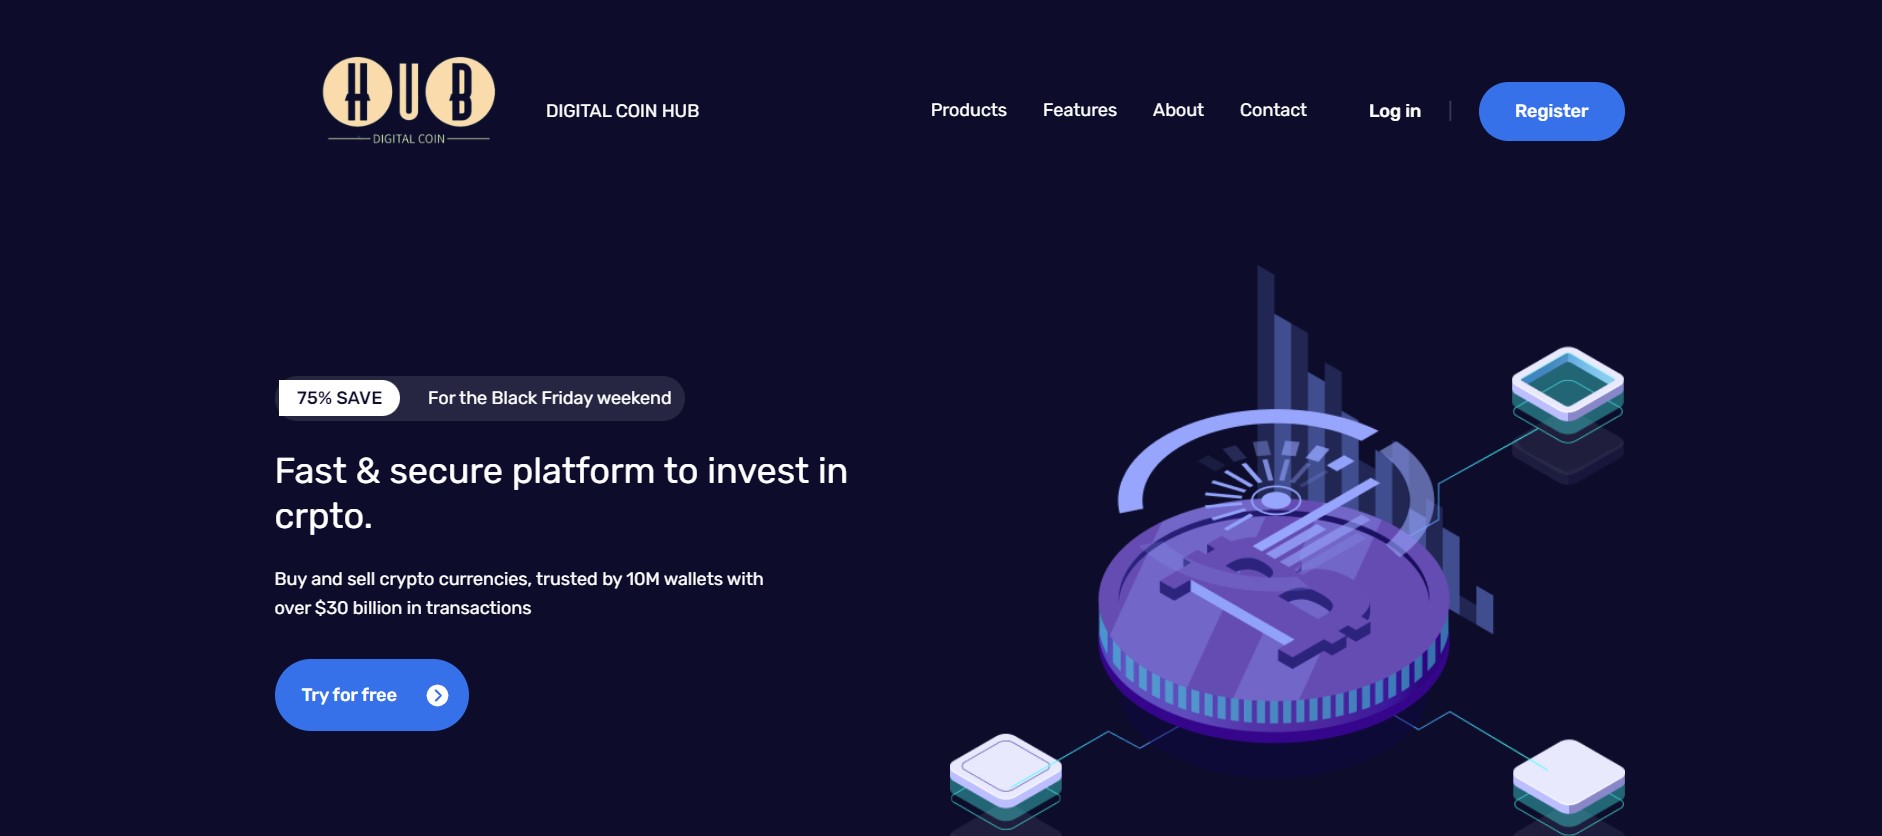 HUB
DIGITAL COIN
DIGITAL COIN HUB
Products
Features
About
Contact
Log in
Register
75% SAVE
For the Black Friday weekend
Fast & secure platform to invest in
crpto.
Buy and sell crypto currencies, trusted by 10M wallets with
over $30 billion in transactions
Try for free